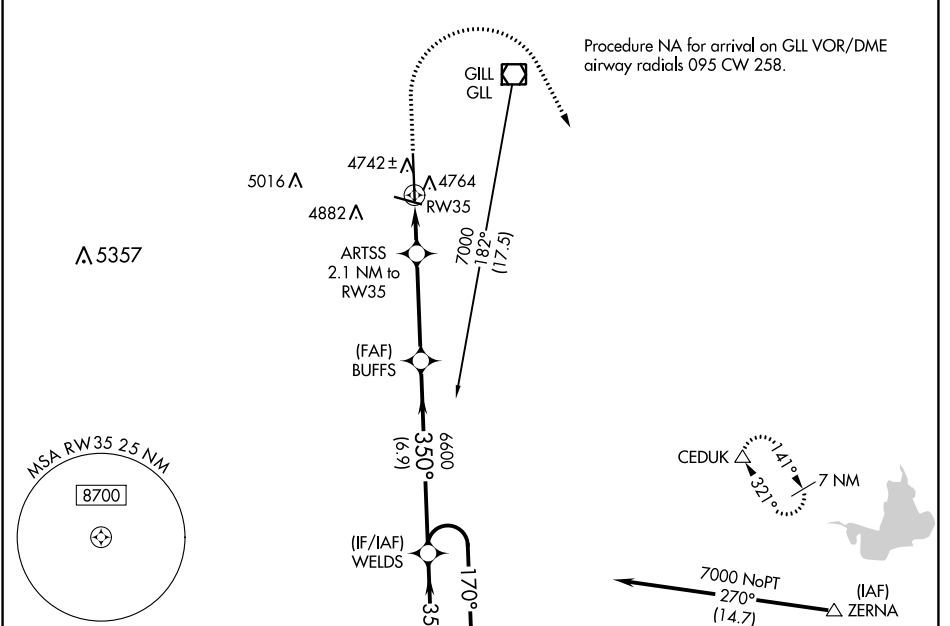 Procedure NA for arrival on GLL VOR/DME
airway radials 095 CW 258.
GILL
GLL
4742±
4764
5016
RW35
4882
ARTSS
2.1 NM to
RW35
5357
7000
182°
(17.5)
(FAF)
BUFFS
6600
350°
(6.9)
MSA RW35 25 NM
8700
CEDUK
141°
321°
7 NM
(IF/IAF)
WELDS
170°
35
7000 NoPT
270°
(14.7)
(IAF)
ZERNA